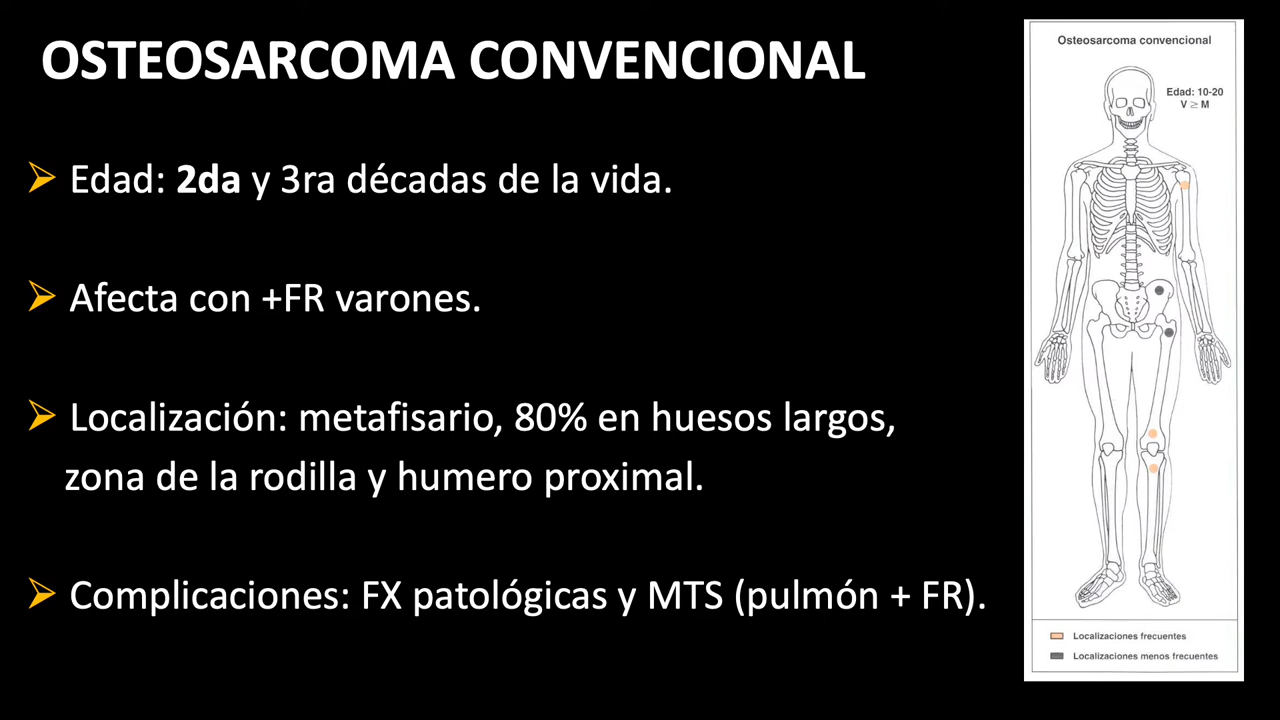 OSTEOSARCOMA CONVENCIONAL
Edad: 2da y 3ra décadas de la vida.
Afecta con +FR varones.
Localización: metafisario, 80% en huesos largos,
zona de la rodilla y humero proximal.
Complicaciones: FX patológicas y MTS (pulmón + FR).
Osteosarcoma convencional
Edad: 10-20
V ≥ M
Localizaciones frecuentes
Localizaciones menos frecuentes